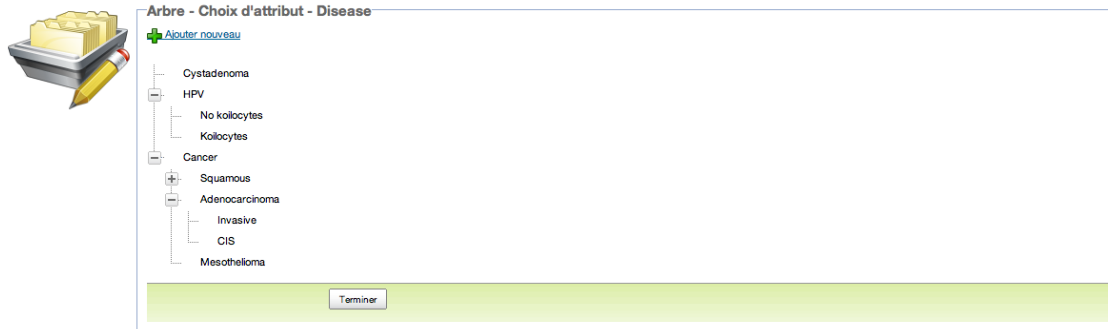 Arbre - Choix d'attribut - Disease
Ajouter nouveau
Cystadenoma
HPV
No koilocytes
Koilocytes
Cancer
Squamous
Adenocarcinoma
Invasive
CIS
Mesothelioma
Terminer